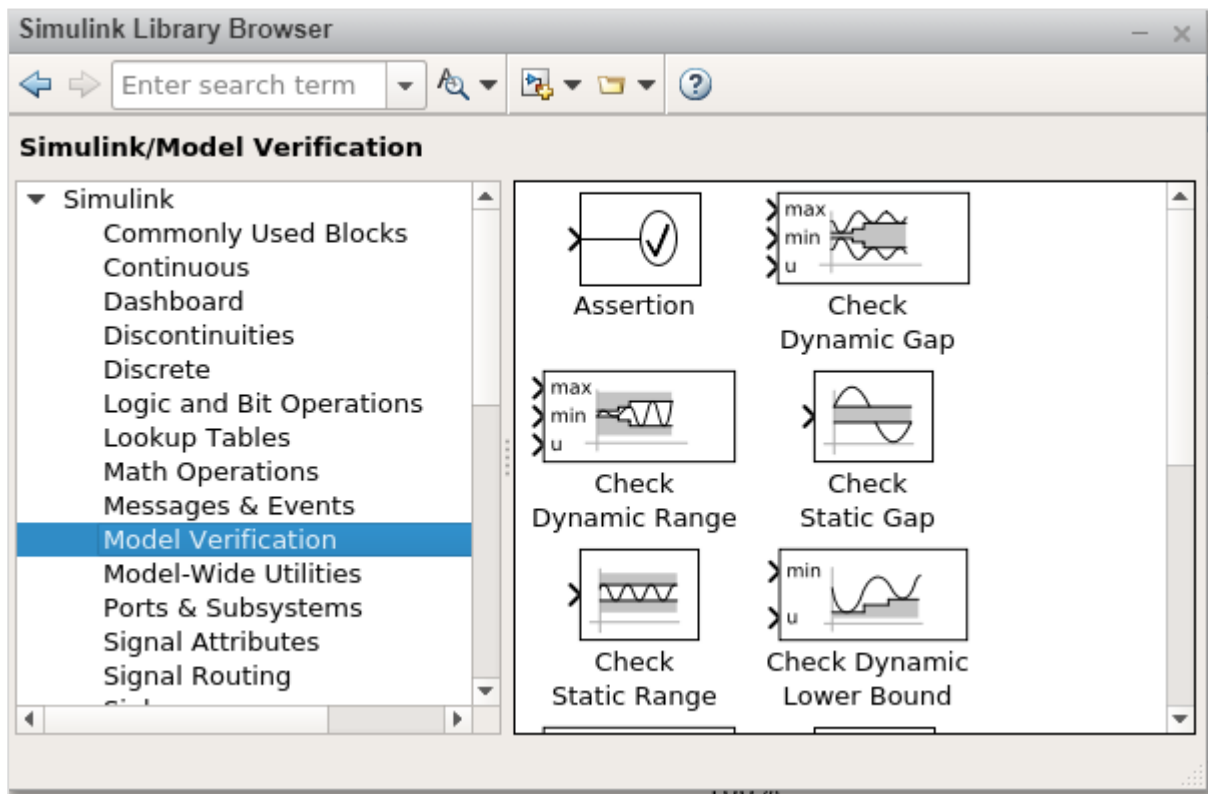 Simulink Library Browser
Enter search term
Simulink/Model Verification
Simulink
Commonly Used Blocks
Continuous
Dashboard
Discontinuities
Discrete
Logic and Bit Operations
Lookup Tables
Math Operations
Messages & Events
Model Verification
Model-Wide Utilities
Ports & Subsystems
Signal Attributes
Signal Routing
Assertion
max
min
u
Check
Dynamic Gap
max
min
u
Check
Dynamic Range
Check
Static Gap
Check
Static Range
min
u
Check Dynamic
Lower Bound